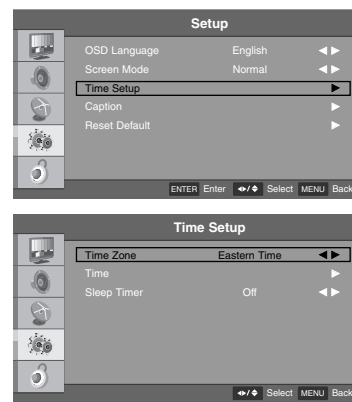 Setup
OSD Language English
Screen Mode Normal
Time Setup
Caption
Reset Default
ENTER Enter Select MENU Back
Time Setup
Time Zone Eastern Time
Time
Sleep Timer Off
Select MENU Back